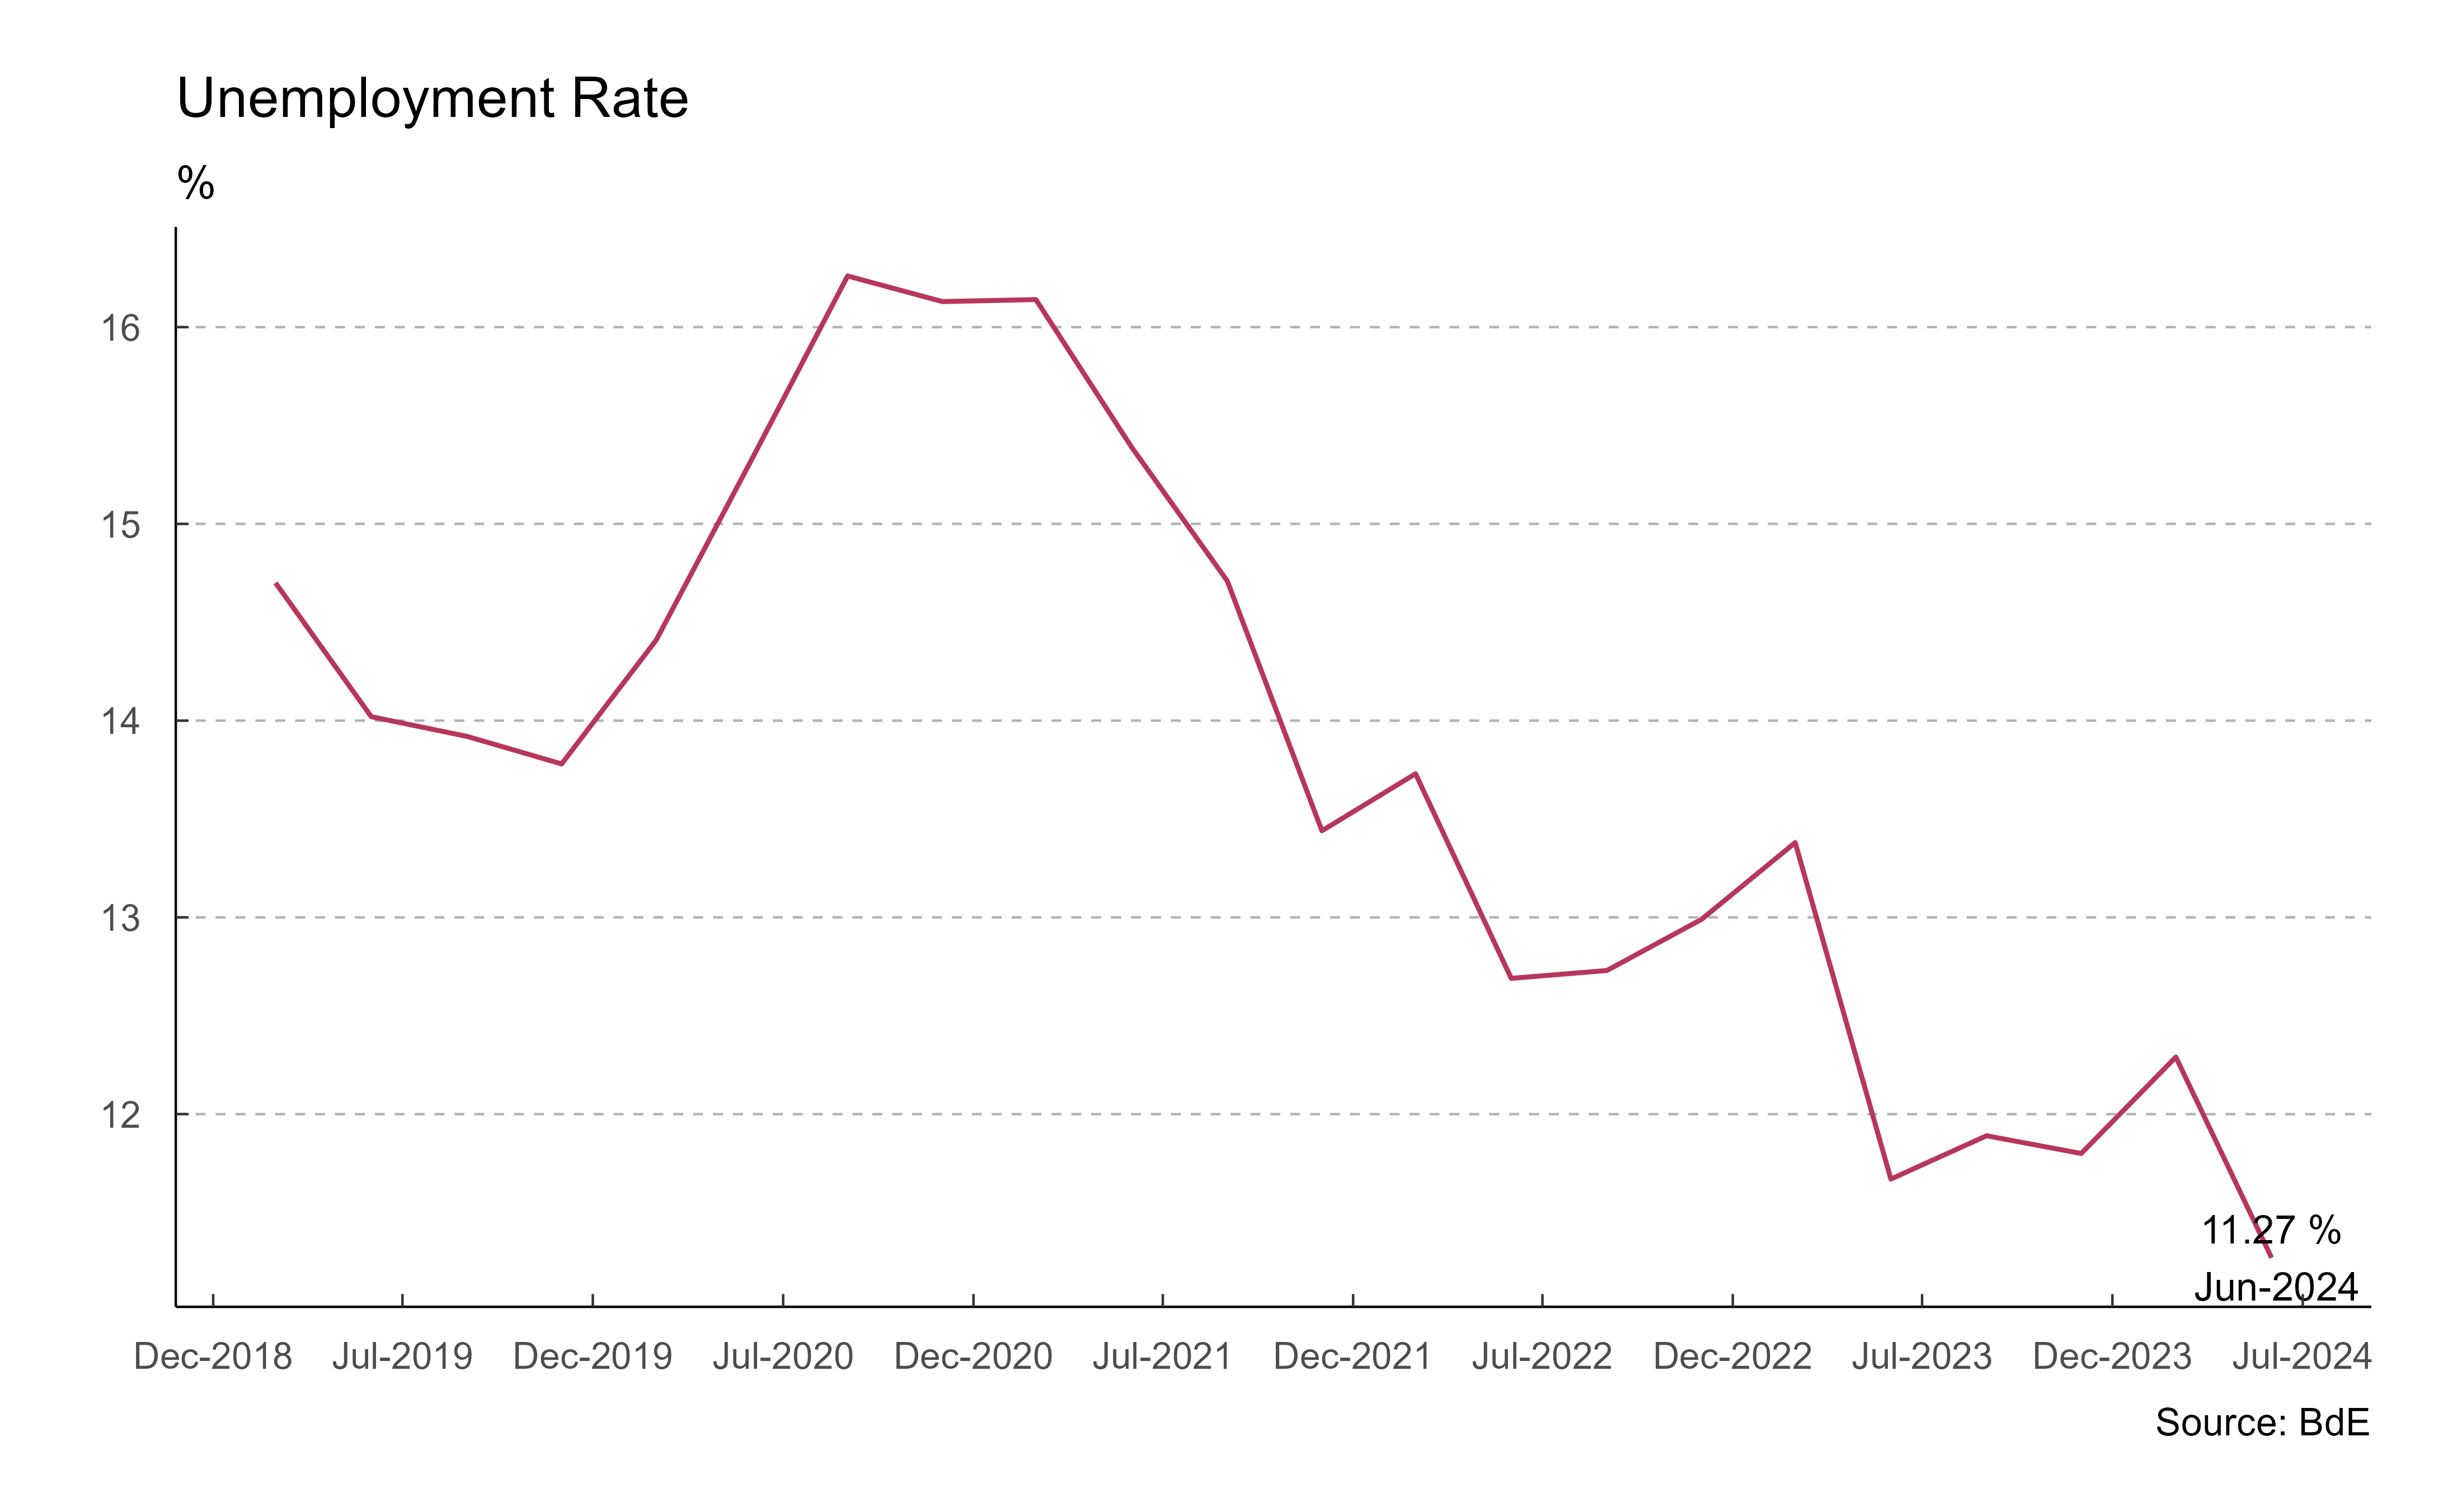 Unemployment Rate
%
16
15
14
13
12
11.27 %
Jun-2024
Dec-2018 Jul-2019 Dec-2019 Jul-2020 Dec-2020 Jul-2021 Dec-2021 Jul-2022 Dec-2022 Jul-2023 Dec-2023 Jul-2024
Source: BdE